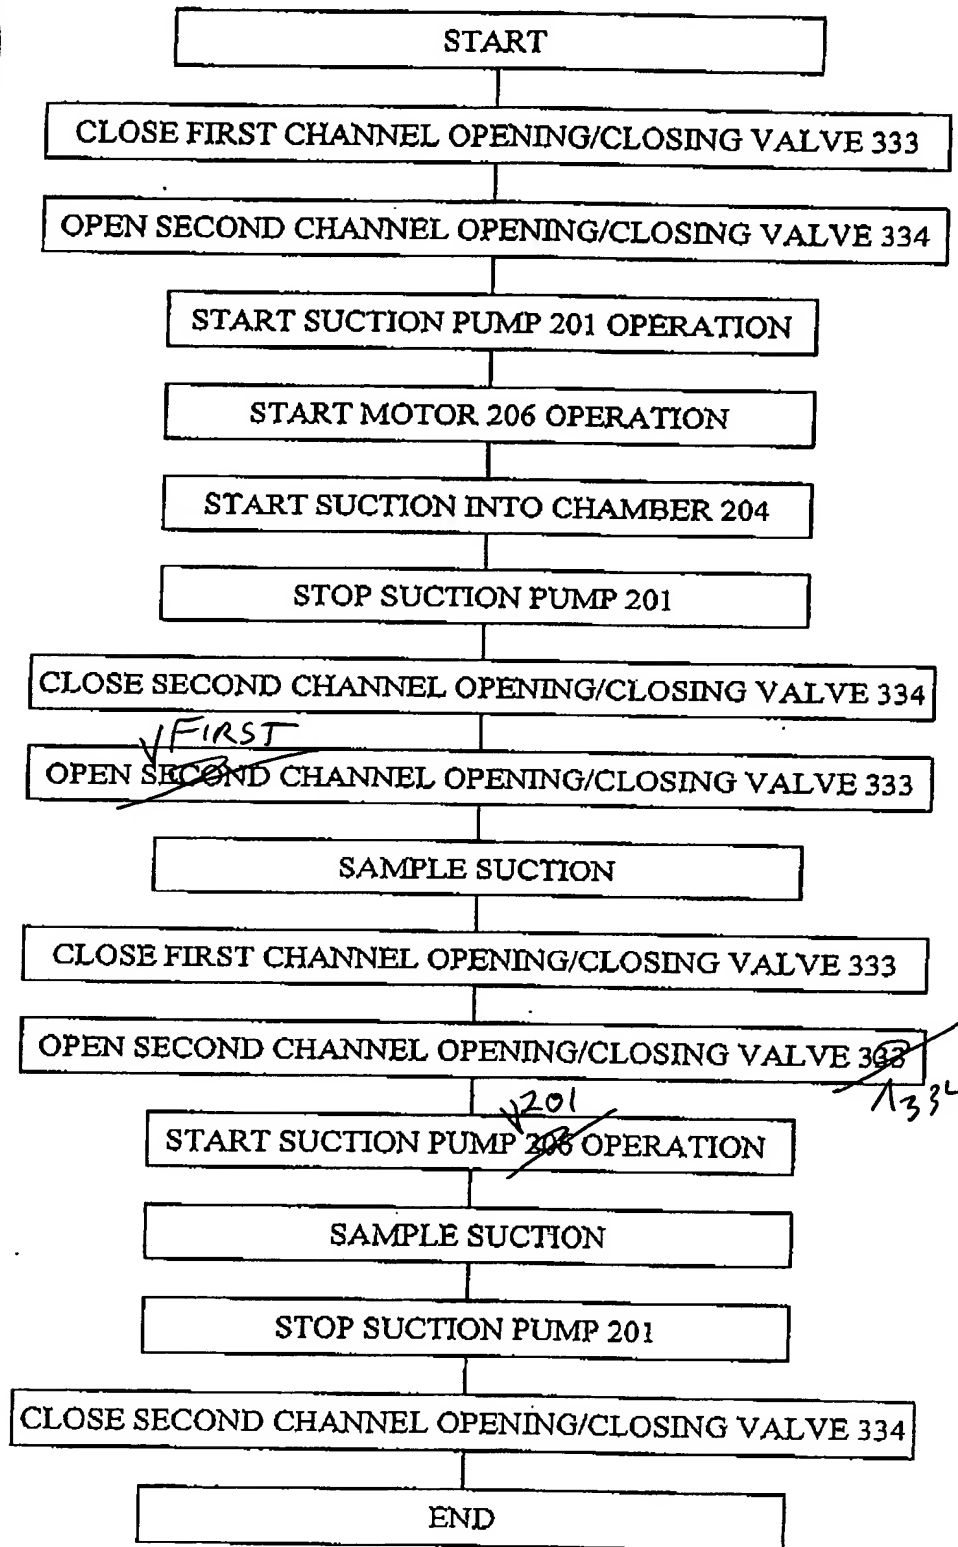 START
CLOSE FIRST CHANNEL OPENING/CLOSING VALVE 333
OPEN SECOND CHANNEL OPENING/CLOSING VALVE 334
START SUCTION PUMP 201 OPERATION
START MOTOR 206 OPERATION
START SUCTION INTO CHAMBER 204
STOP SUCTION PUMP 201
CLOSE SECOND CHANNEL OPENING/CLOSING VALVE 334
FIRST
OPEN SECOND CHANNEL OPENING/CLOSING VALVE 333
SAMPLE SUCTION
CLOSE FIRST CHANNEL OPENING/CLOSING VALVE 333
OPEN SECOND CHANNEL OPENING/CLOSING VALVE 333
334
201
START SUCTION PUMP 206 OPERATION
SAMPLE SUCTION
STOP SUCTION PUMP 201
CLOSE SECOND CHANNEL OPENING/CLOSING VALVE 334
END